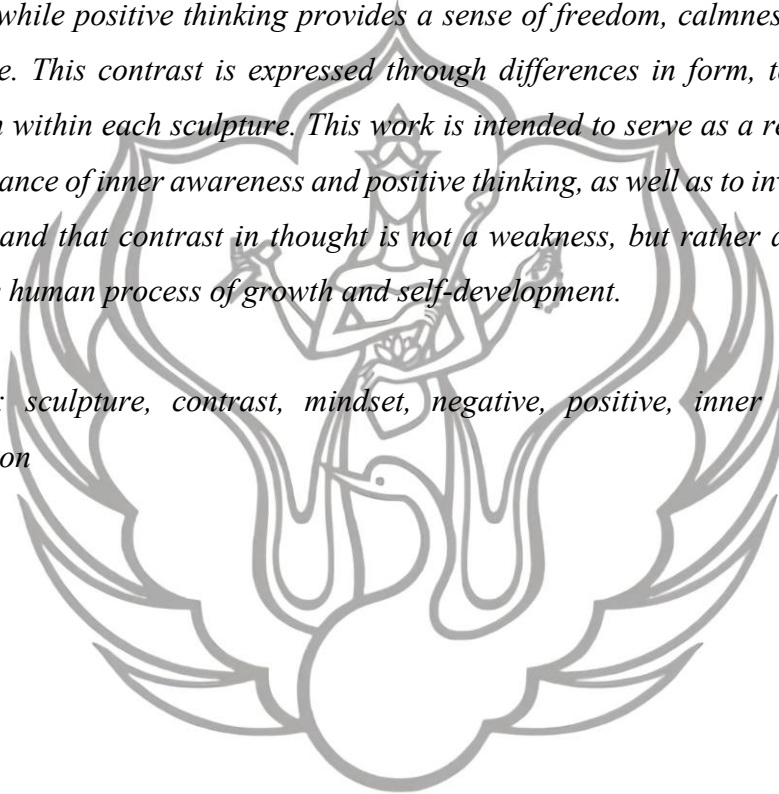 while positive thinking provides a sense of freedom, calmnes
e. This contrast is expressed through differences in form, t
within each sculpture. This work is intended to serve as a re
ance of inner awareness and positive thinking, as well as to in
and that contrast in thought is not a weakness, but rather a
human process of growth and self-development.
sculpture, contrast, mindset, negative, positive, inner
on